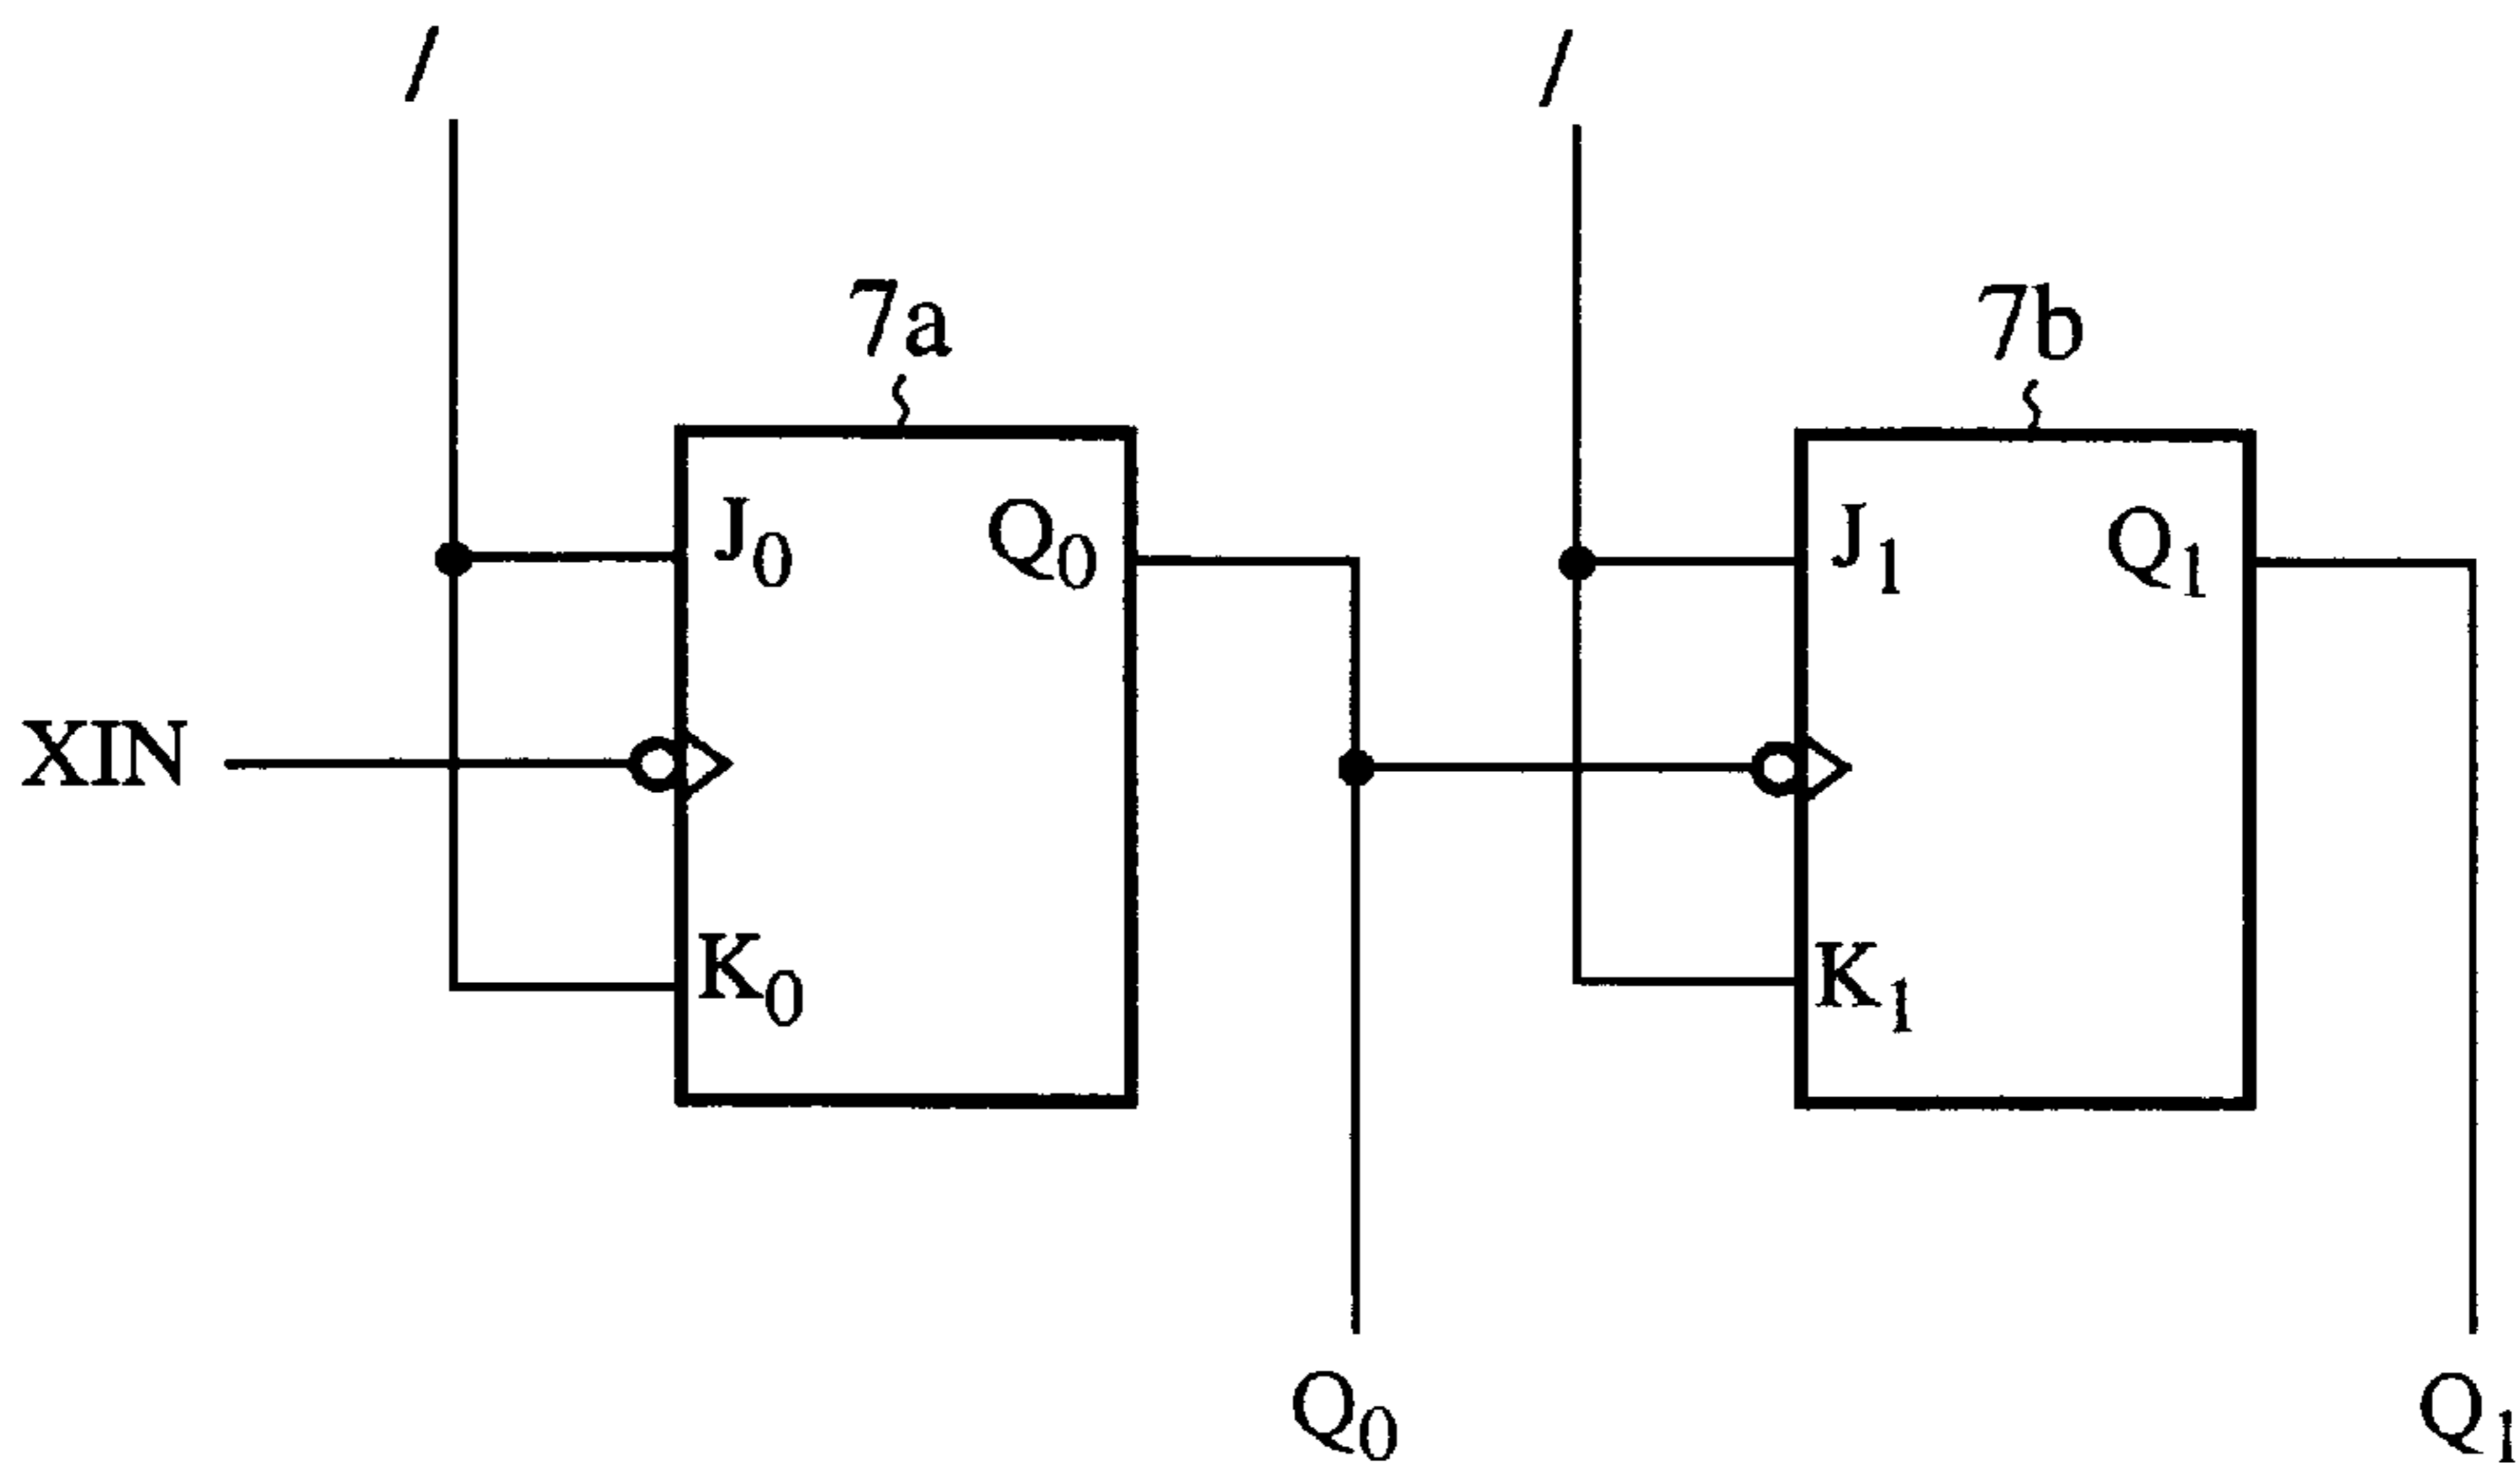 / /
7a 7b
J₀ Q₀ J₁ Q₁
XIN
K₀ K₁
Q₀ Q₁